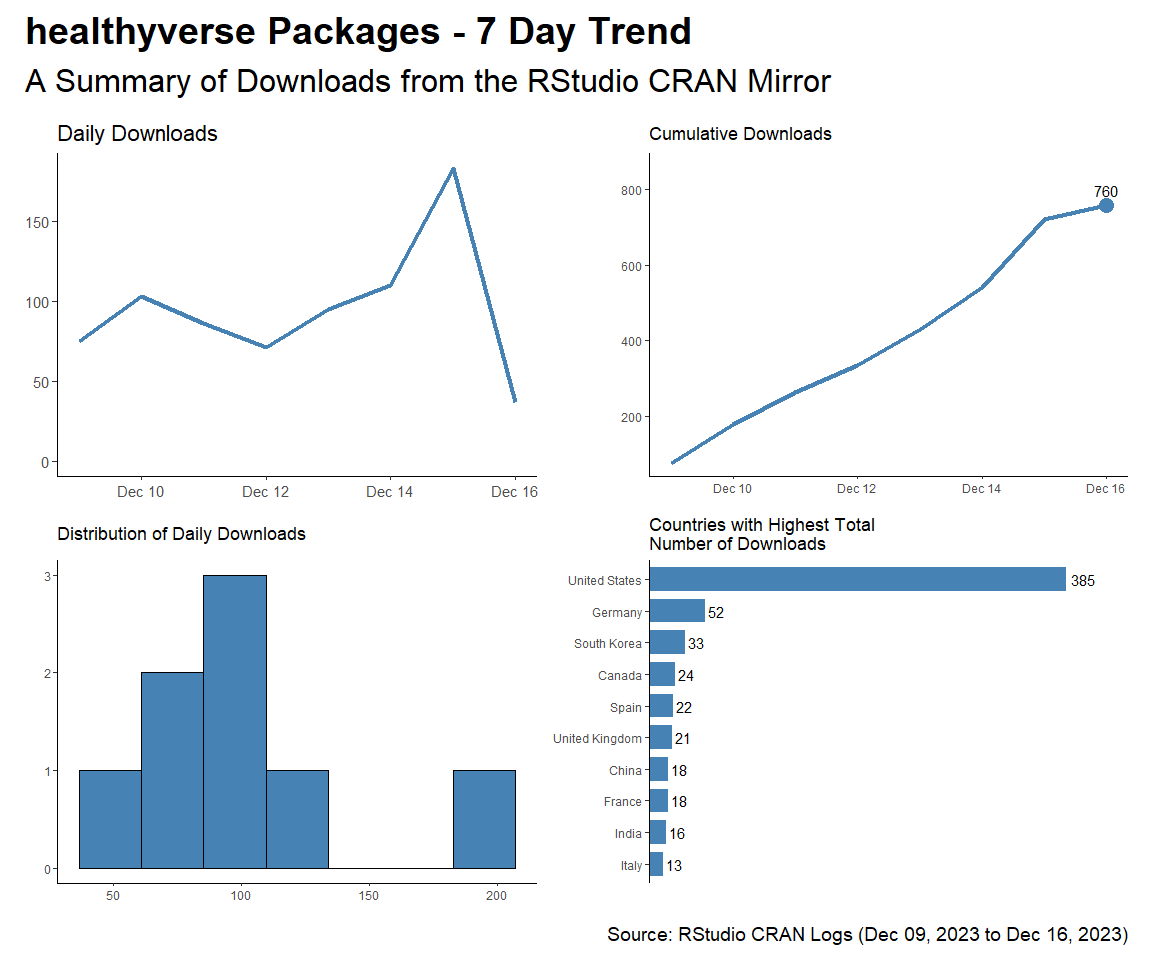 healthyverse Packages - 7 Day Trend
A Summary of Downloads from the RStudio CRAN Mirror
Daily Downloads
150
100
50
0
Dec 10 Dec 12 Dec 14 Dec 16
Cumulative Downloads
800
600
400
200
760
Dec 10 Dec 12 Dec 14 Dec 16
Distribution of Daily Downloads
3
2
1
0
50 100 150 200
Countries with Highest Total
Number of Downloads
United States 385
Germany 52
South Korea 33
Canada 24
Spain 22
United Kingdom 21
China 18
France 18
India 16
Italy 13
Source: RStudio CRAN Logs (Dec 09, 2023 to Dec 16, 2023)